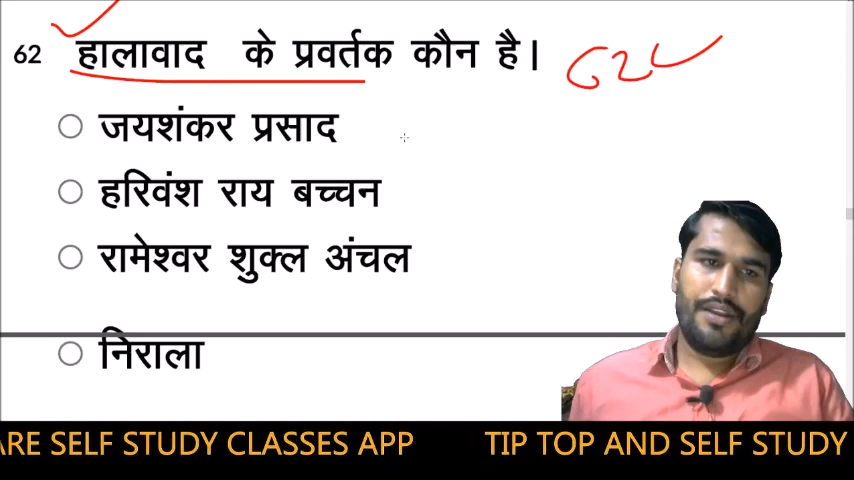 62 हालावाद के प्रवर्तक कौन है। 62
जयशंकर प्रसाद
हरिवंश राय बच्चन
रामेश्वर शुक्ल अंचल
निराला
ARE SELF STUDY CLASSES APP TIP TOP AND SELF STUDY